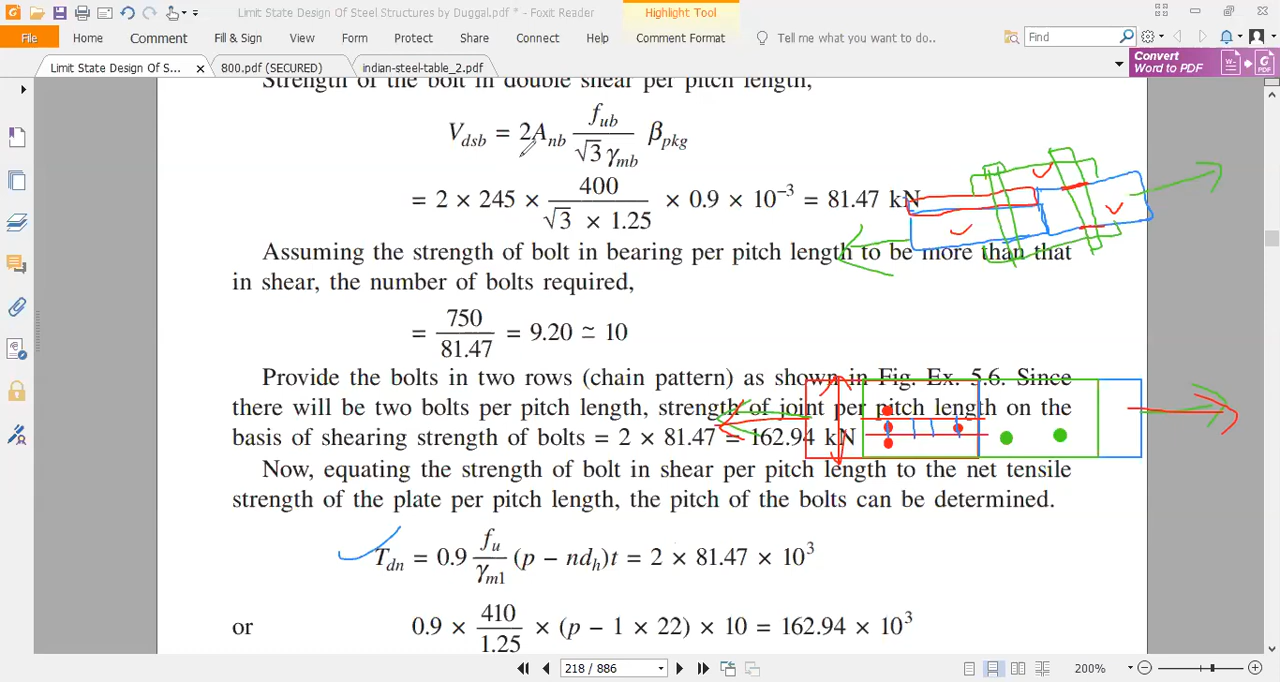 Limit State Design Of Steel Structures by Duggal.pdf * - Foxit Reader
Highlight Tool
File Home Comment Fill & Sign View Form Protect Share Connect Help Comment Format Tell me what you want to do.. Find
Limit State Design Of S... 800.pdf (SECURED) indian-steel-table_2.pdf
Convert
Word to PDF
Strength of the bolt in double shear per pitch length,
V_dsb = 2A_nb f_ub / (√3 γ_mb) β_pkg
= 2 × 245 × 400 / (√3 × 1.25) × 0.9 × 10⁻³ = 81.47 kN
Assuming the strength of bolt in bearing per pitch length to be more than that
in shear, the number of bolts required,
= 750 / 81.47 = 9.20 ≃ 10
Provide the bolts in two rows (chain pattern) as shown in Fig. Ex. 5.6. Since
there will be two bolts per pitch length, strength of joint per pitch length on the
basis of shearing strength of bolts = 2 × 81.47 = 162.94 kN
Now, equating the strength of bolt in shear per pitch length to the net tensile
strength of the plate per pitch length, the pitch of the bolts can be determined.
T_dn = 0.9 f_u / γ_m1 (p − nd_h)t = 2 × 81.47 × 10³
or 0.9 × 410 / 1.25 × (p − 1 × 22) × 10 = 162.94 × 10³
218 / 886
200%